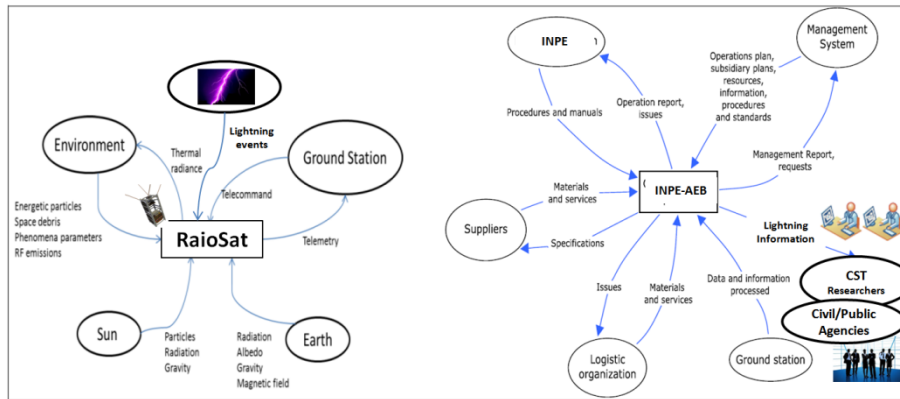 Lightning
events
Environment
Thermal
radiance
Ground Station
Telecommand
Energetic particles
Space debris
Phenomena parameters
RF emissions
RaioSat
Telemetry
Sun
Particles
Radiation
Gravity
Radiation
Albedo
Gravity
Magnetic field
Earth
INPE
Management
System
Operations plan,
subsidiary plans,
resources,
information,
procedures
and standards
Procedures and manuals
Operation report,
issues
Management Report,
requests
Materials
and services
INPE-AEB
Suppliers
Specifications
Lightning
Information
CST
Researchers
Civil/Public
Agencies
Issues
Materials
and services
Data and information
processed
Logistic
organization
Ground station